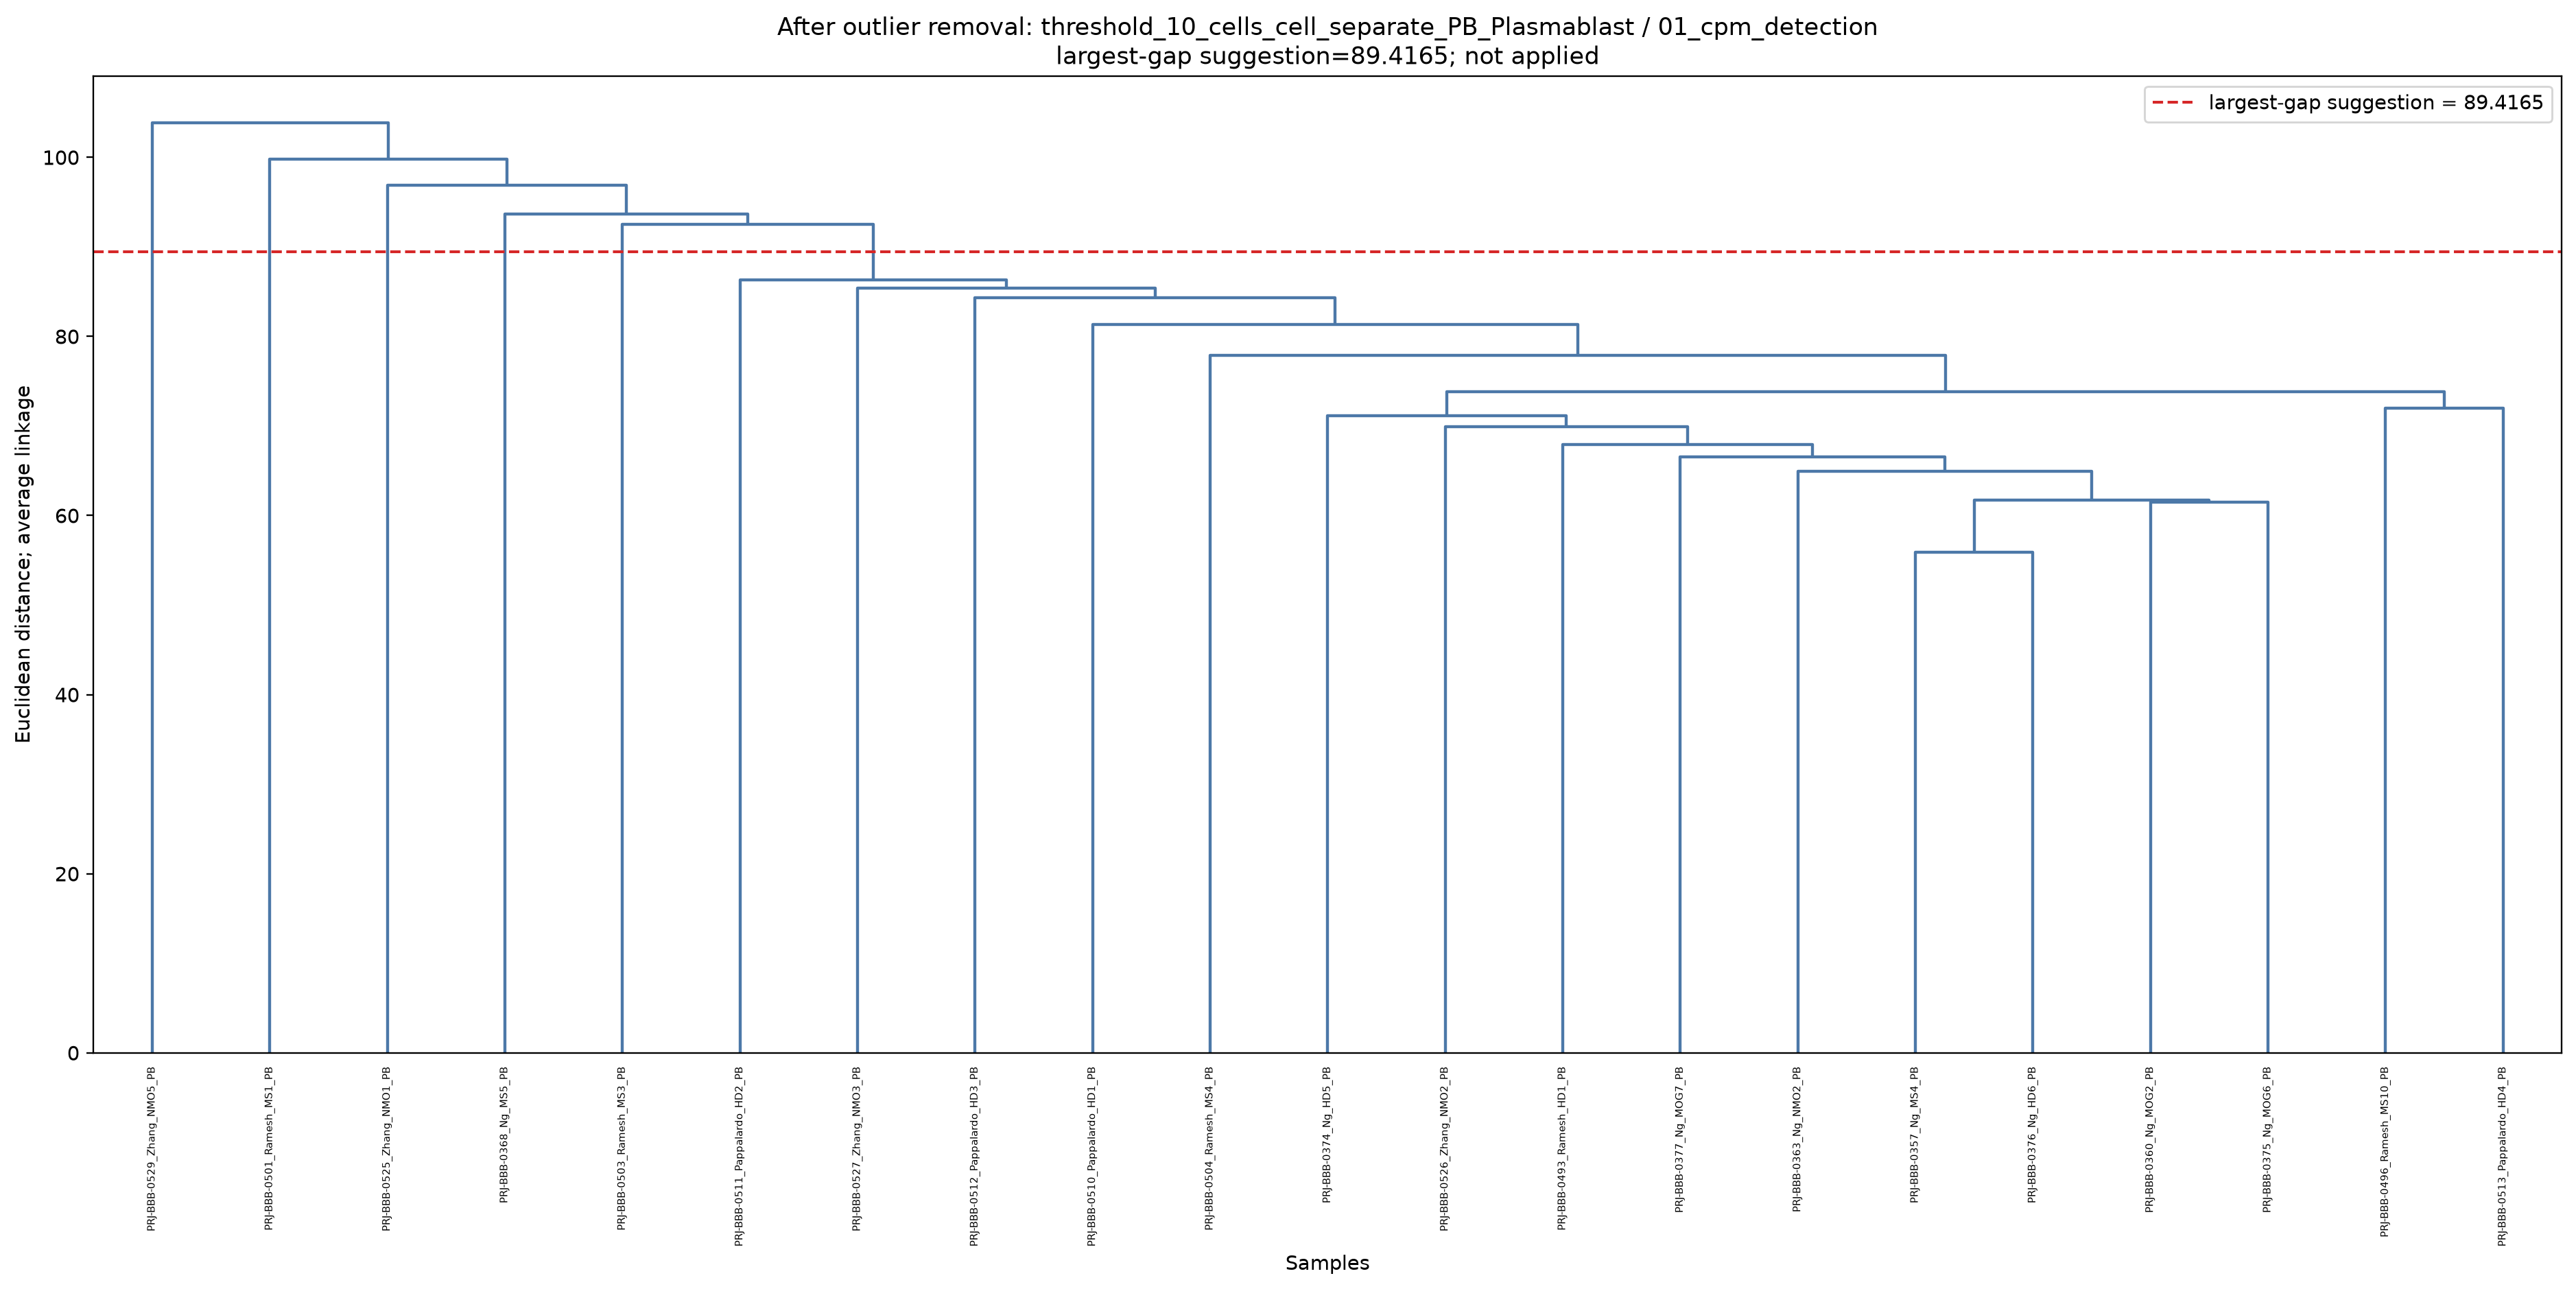 After outlier removal: threshold_10_cells_cell_separate_PB_Plasmablast / 01_cpm_detection
largest-gap suggestion=89.4165; not applied
largest-gap suggestion = 89.4165
Euclidean distance; average linkage
100
80
60
40
20
0
PRJ-BBB-0529_Zhang_NMO5_PB
PRJ-BBB-0501_Ramesh_MS1_PB
PRJ-BBB-0525_Zhang_NMO1_PB
PRJ-BBB-0368_Ng_MS5_PB
PRJ-BBB-0503_Ramesh_MS3_PB
PRJ-BBB-0511_Pappalardo_HD2_PB
PRJ-BBB-0527_Zhang_NMO3_PB
PRJ-BBB-0512_Pappalardo_HD3_PB
PRJ-BBB-0510_Pappalardo_HD1_PB
PRJ-BBB-0504_Ramesh_MS4_PB
PRJ-BBB-0374_Ng_HD5_PB
PRJ-BBB-0526_Zhang_NMO2_PB
PRJ-BBB-0493_Ramesh_HD1_PB
PRJ-BBB-0377_Ng_MOG7_PB
PRJ-BBB-0363_Ng_NMO2_PB
PRJ-BBB-0357_Ng_MS4_PB
PRJ-BBB-0376_Ng_HD6_PB
PRJ-BBB-0360_Ng_MOG2_PB
PRJ-BBB-0375_Ng_MOG6_PB
PRJ-BBB-0496_Ramesh_MS10_PB
PRJ-BBB-0513_Pappalardo_HD4_PB
Samples